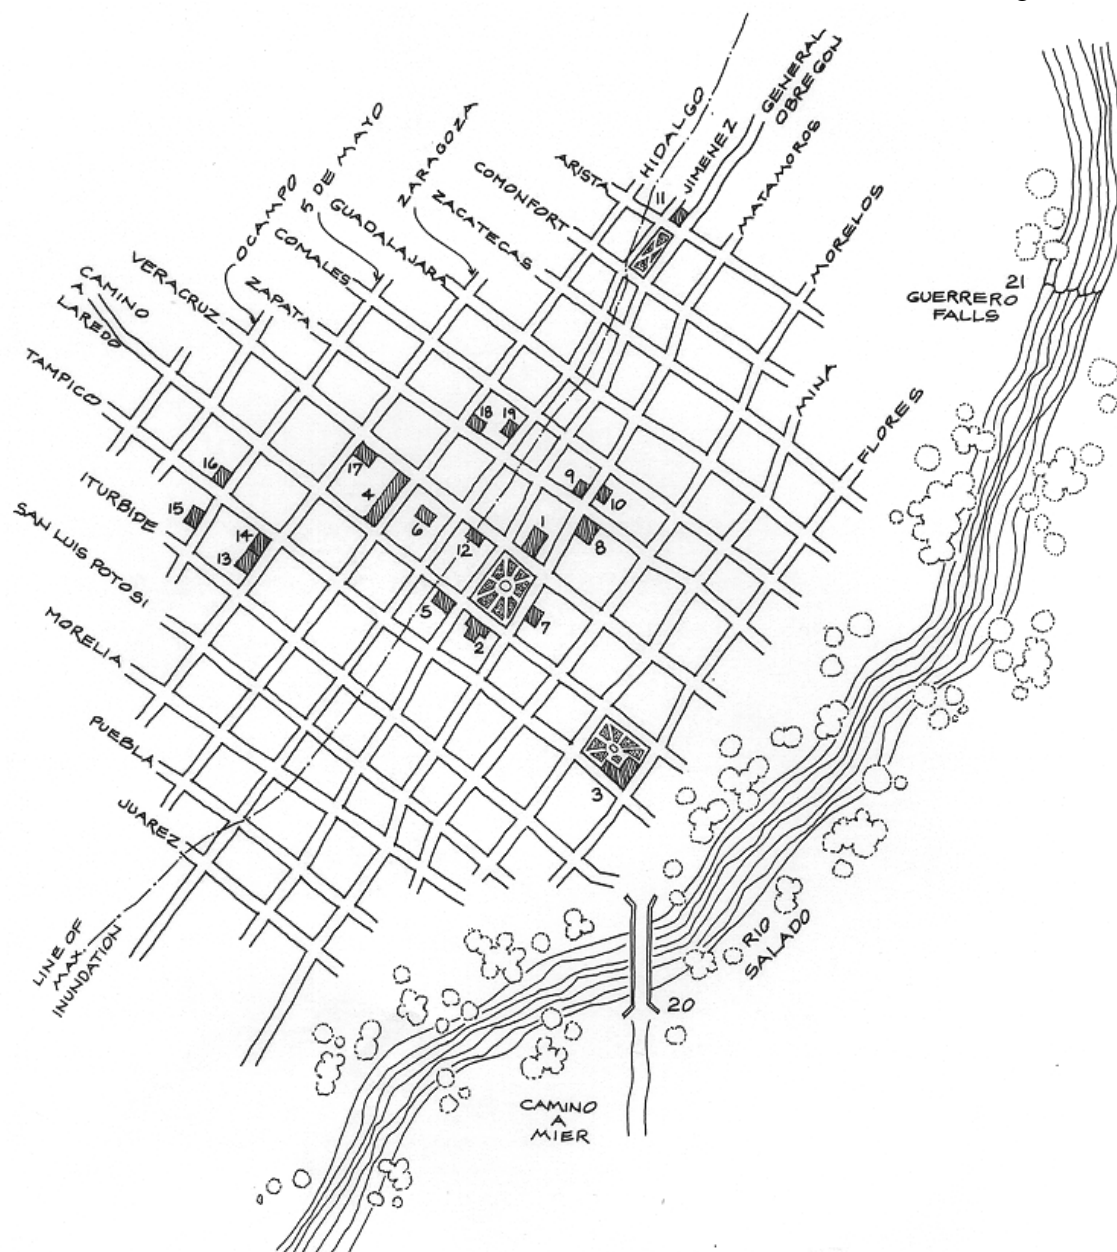 HIDALGO
GENERAL
OBREGON
JIMENEZ
MATAMOROS
MORELOS
MINA
FLORES
ARISTA
COMONFORT
ZACATECAS
ZARAGOZA
GUADALAJARA
5 DE MAYO
COMALES
OCAMPO
ZAPATA
VERACRUZ
CAMINO
A
LAREDO
TAMPICO
ITURBIDE
SAN LUIS POTOSI
MORELIA
PUEBLA
JUAREZ
LINE OF
MAX.
INUNDATION
11
21
GUERRERO
FALLS
18
19
17
16
4
9
10
15
6
1
14
12
8
13
5
7
2
3
RIO
SALADO
20
CAMINO
A
MIER